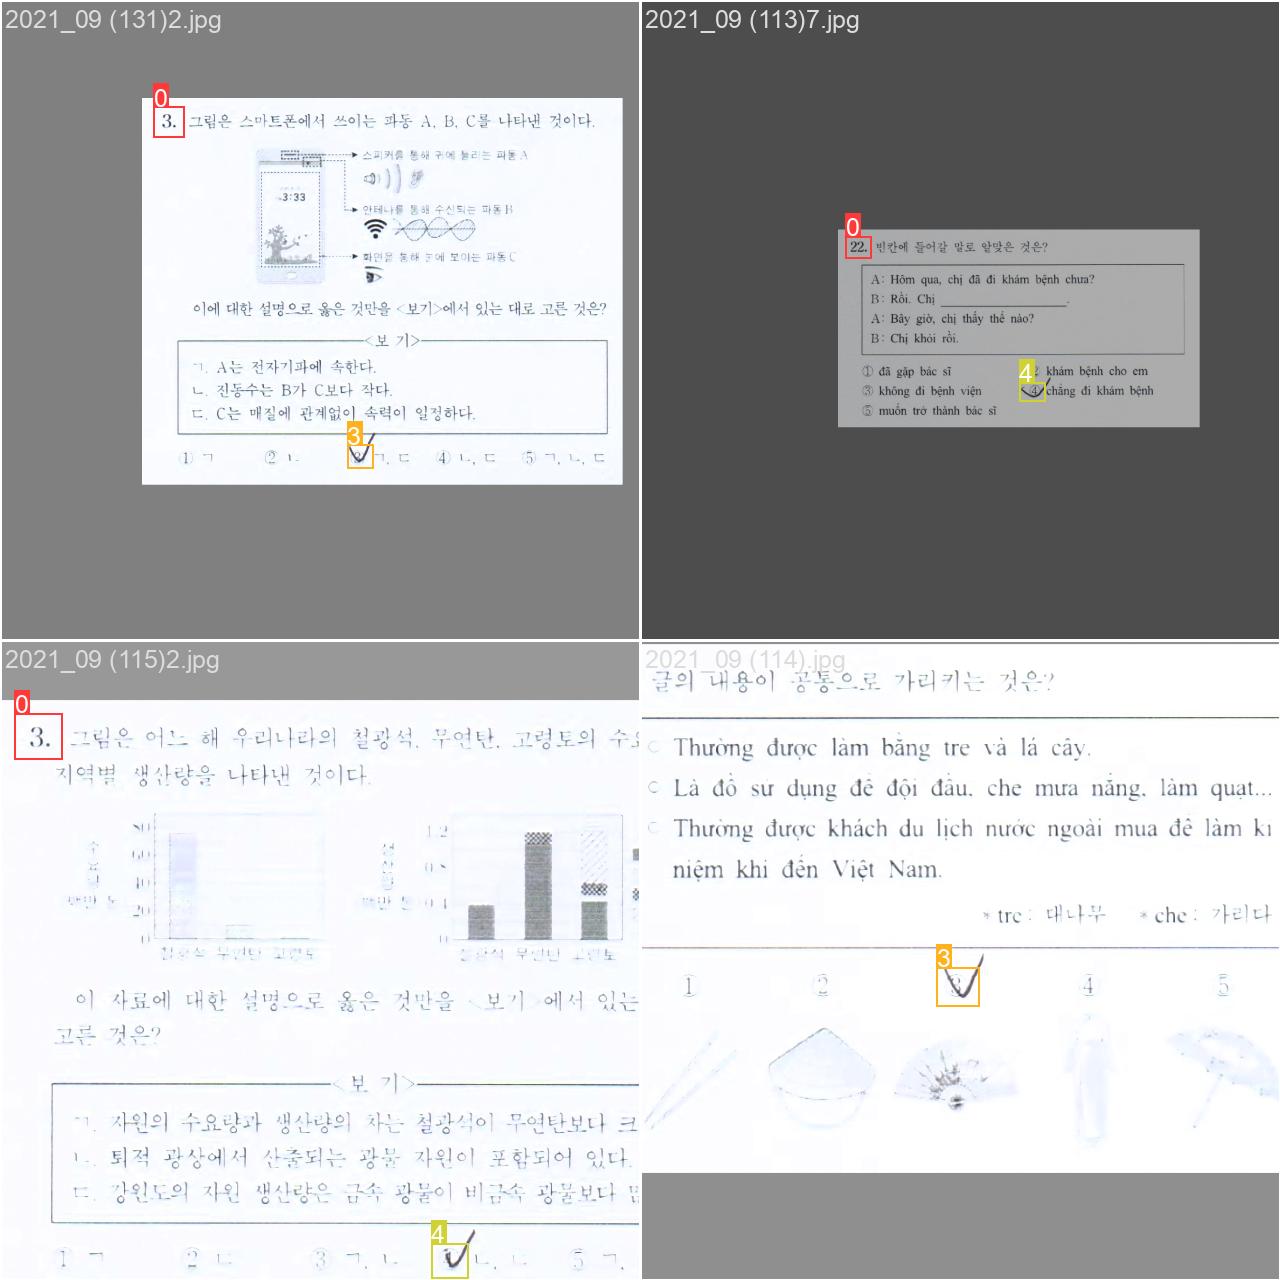 2021_09 (131)2.jpg
0
3. 그림은 스마트폰에서 쓰이는 파동 A, B, C를 나타낸 것이다.
스피커를 통해 귀에 들리는 파동 A
3:33
안테나를 통해 수신되는 파동 B
화면을 통해 눈에 보이는 파동 C
이에 대한 설명으로 옳은 것만을 <보기>에서 있는 대로 고른 것은?
<보 기>
ㄱ. A는 전자기파에 속한다.
ㄴ. 진동수는 B가 C보다 작다.
ㄷ. C는 매질에 관계없이 속력이 일정하다.
3
① ㄱ ② ㄴ ③ ㄱ, ㄷ ④ ㄴ, ㄷ ⑤ ㄱ, ㄴ, ㄷ
2021_09 (113)7.jpg
0
22. 빈칸에 들어갈 말로 알맞은 것은?
A: Hôm qua, chị đã đi khám bệnh chưa?
B: Rồi. Chị
A: Bây giờ, chị thấy thế nào?
B: Chị khỏi rồi.
① đã gặp bác sĩ 4 2 khám bệnh cho em
③ không đi bệnh viện ④ chẳng đi khám bệnh
⑤ muốn trở thành bác sĩ
2021_09 (115)2.jpg
0
3. 그림은 어느 해 우리나라의 철광석, 무연탄, 고령토의 수요
지역별 생산량을 나타낸 것이다.
80
60
40
20
0
철광석 무연탄 고령토
1.2
0.8
0.4
0
철광석 무연탄 고령토
이 자료에 대한 설명으로 옳은 것만을 <보기>에서 있는
고른 것은?
<보 기>
ㄱ. 자원의 수요량과 생산량의 차는 철광석이 무연탄보다 크
ㄴ. 퇴적 광상에서 산출되는 광물 자원이 포함되어 있다.
ㄷ. 강원도의 자원 생산량은 금속 광물이 비금속 광물보다
4
① ㄱ ② ㄷ ③ ㄱ, ㄴ ㄴ, ㄷ ⑤ ㄱ,
2021_09 (114).jpg
글의 내용이 공통으로 가리키는 것은?
○ Thường được làm bằng tre và lá cây.
○ Là đồ sử dụng để đội đầu, che mưa nắng, làm quạt...
○ Thường được khách du lịch nước ngoài mua để làm kỉ
niệm khi đến Việt Nam.
* tre : 대나무 * che : 가리다
3
① ② ③ ④ ⑤